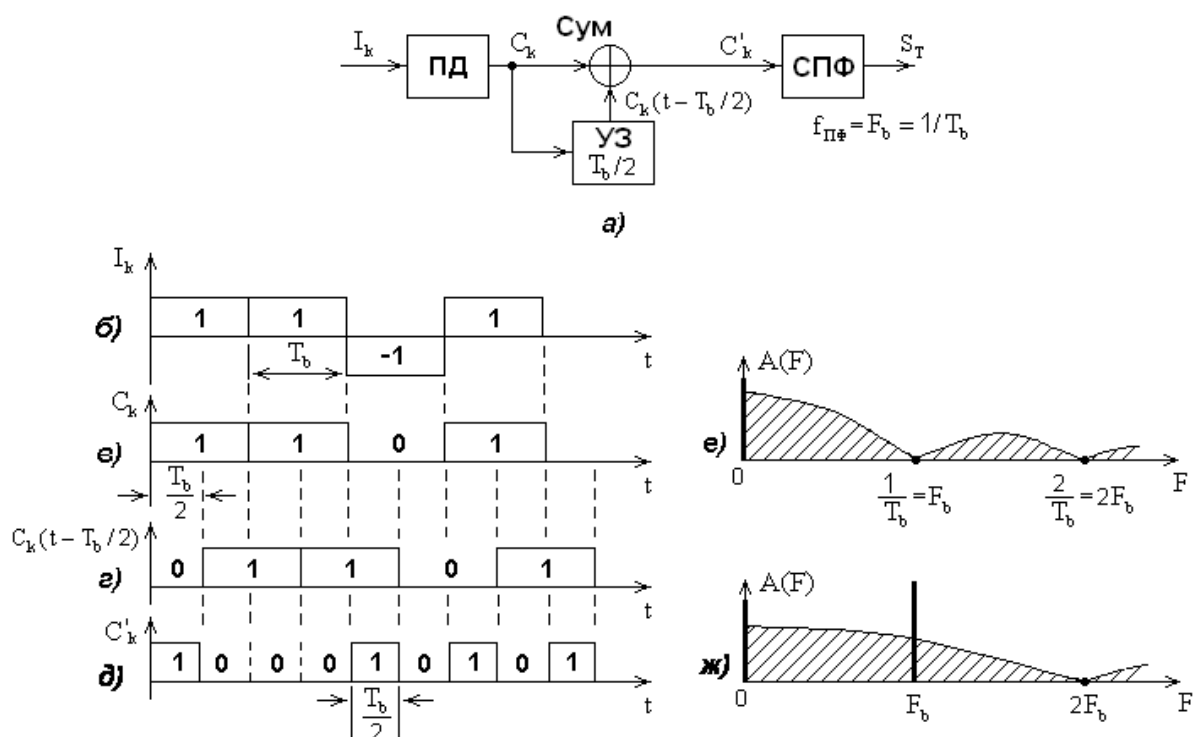 I_k
ПД
C_k
Сум
C'_k
СПФ
S_T
C_k(t − T_b/2)
УЗ
T_b/2
f_ПФ = F_b = 1/T_b
а)
I_k
б)
1 1 -1 1
T_b
t
C_k
в)
1 1 0 1
t
T_b/2
C_k(t − T_b/2)
г)
0 1 1 0 1
t
C'_k
д)
1 0 0 0 1 0 1 0 1
t
T_b/2
A(F)
е)
0
1/T_b = F_b
2/T_b = 2F_b
F
A(F)
ж)
0
F_b
2F_b
F